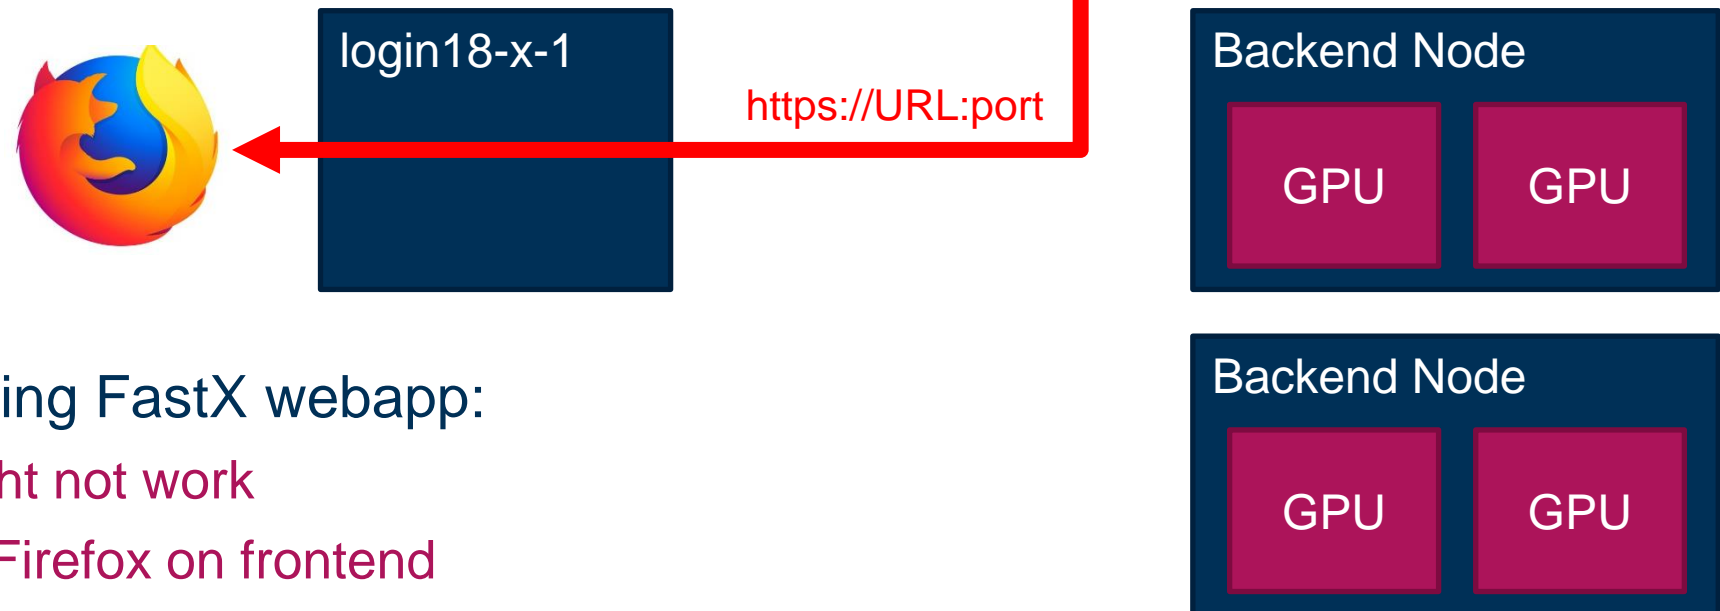 login18-x-1
https://URL:port
Backend Node
GPU GPU
ing FastX webapp:
ht not work
Firefox on frontend
Backend Node
GPU GPU